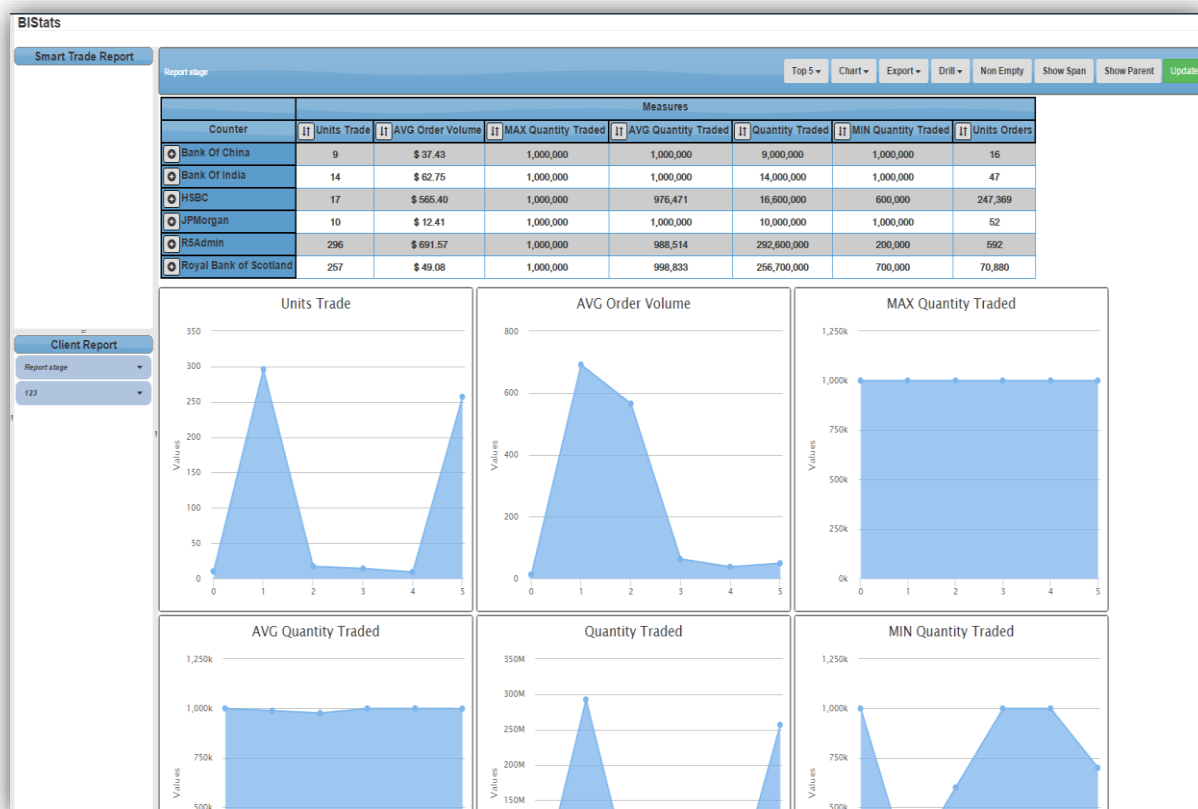 BIStats
Smart Trade Report
Report stage
Top 5 Chart Export Drill Non Empty Show Span Show Parent Update
Measures
Counter Units Trade AVG Order Volume MAX Quantity Traded AVG Quantity Traded Quantity Traded MIN Quantity Traded Units Orders
Bank Of China 9 $ 37.43 1,000,000 1,000,000 9,000,000 1,000,000 16
Bank Of India 14 $ 62.75 1,000,000 1,000,000 14,000,000 1,000,000 47
HSBC 17 $ 565.40 1,000,000 976,471 16,600,000 600,000 247,369
JPMorgan 10 $ 12.41 1,000,000 1,000,000 10,000,000 1,000,000 52
R5Admin 296 $ 691.57 1,000,000 988,514 292,600,000 200,000 592
Royal Bank of Scotland 257 $ 49.08 1,000,000 998,833 256,700,000 700,000 70,880
Client Report
Report stage
123
Units Trade
350
300
250
200
150
100
50
0
Values
0 1 2 3 4 5
AVG Order Volume
800
600
400
200
0
Values
0 1 2 3 4 5
MAX Quantity Traded
1,250k
1,000k
750k
500k
250k
0k
Values
0 1 2 3 4 5
AVG Quantity Traded
1,250k
1,000k
750k
500k
Values
Quantity Traded
350M
300M
250M
200M
150M
Values
MIN Quantity Traded
1,250k
1,000k
750k
500k
Values